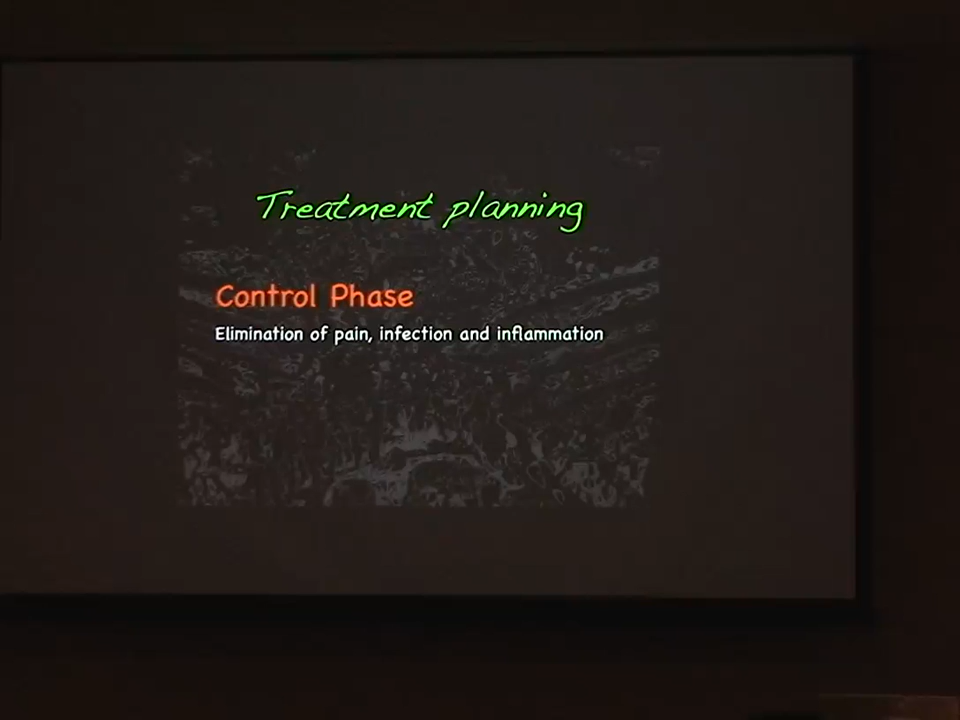 Treatment planning
Control Phase
Elimination of pain, infection and inflammation